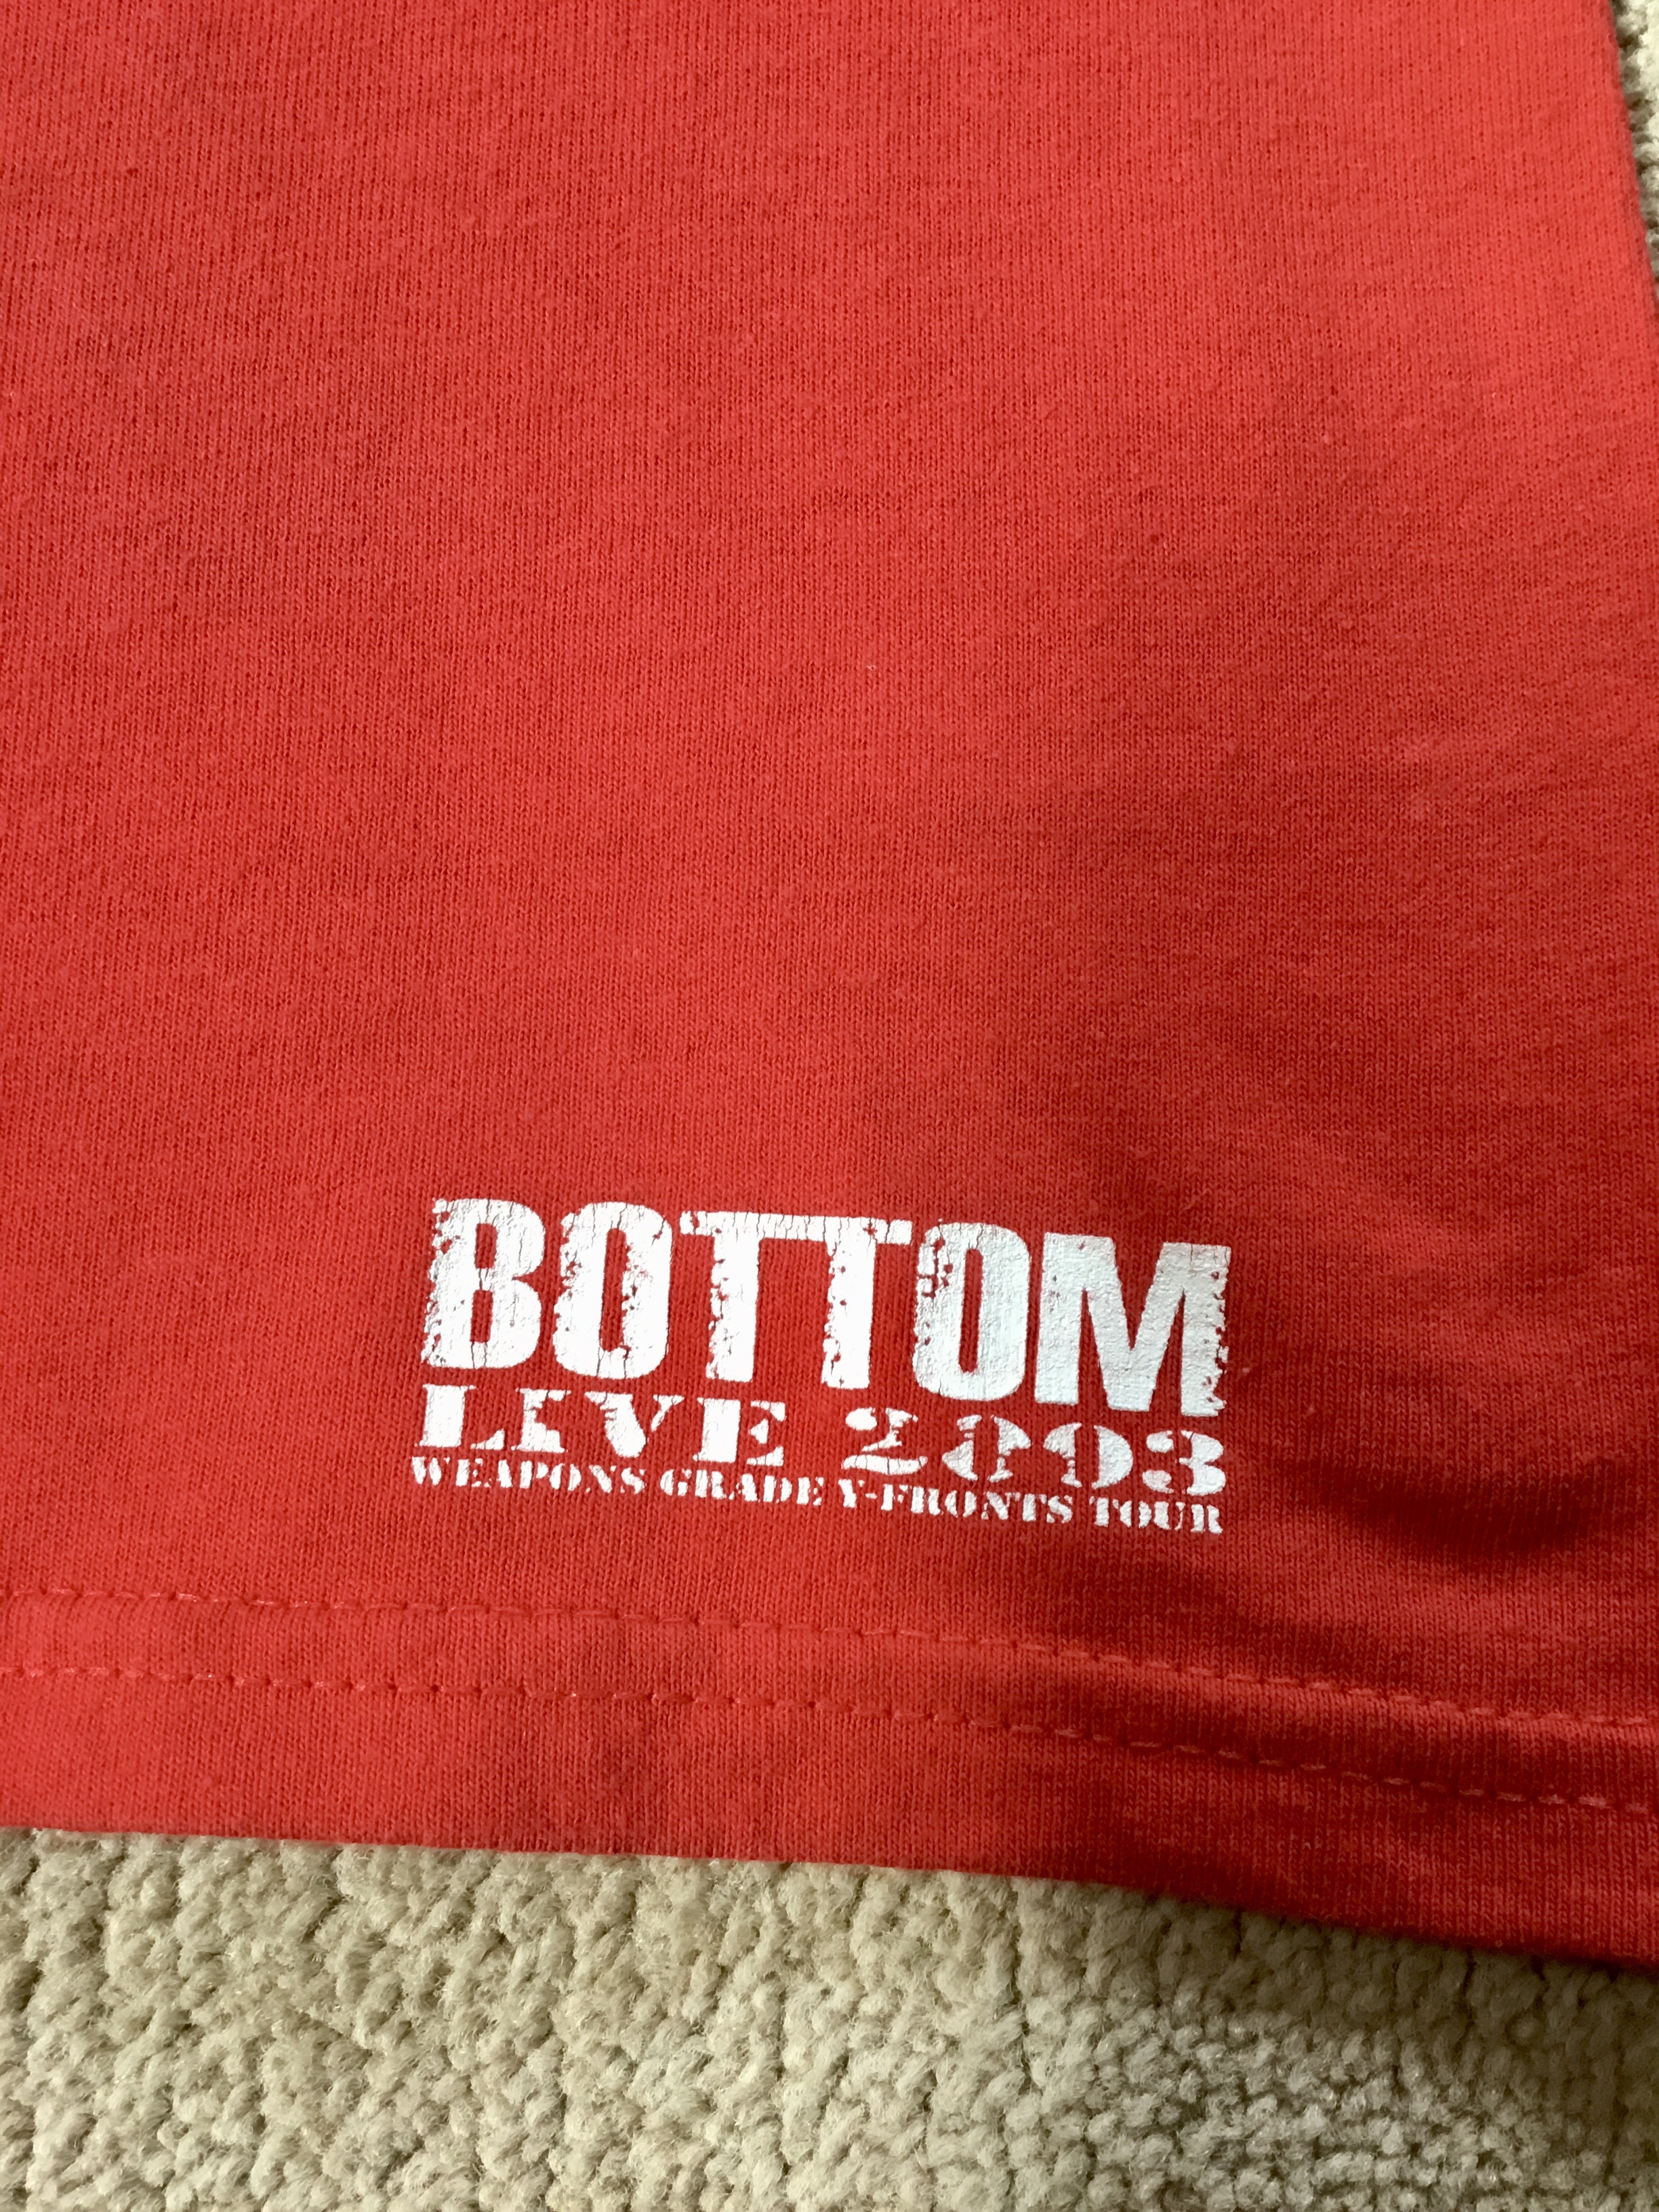 BOTTOM
LIVE 2003
WEAPONS GRADE Y-FRONTS TOUR